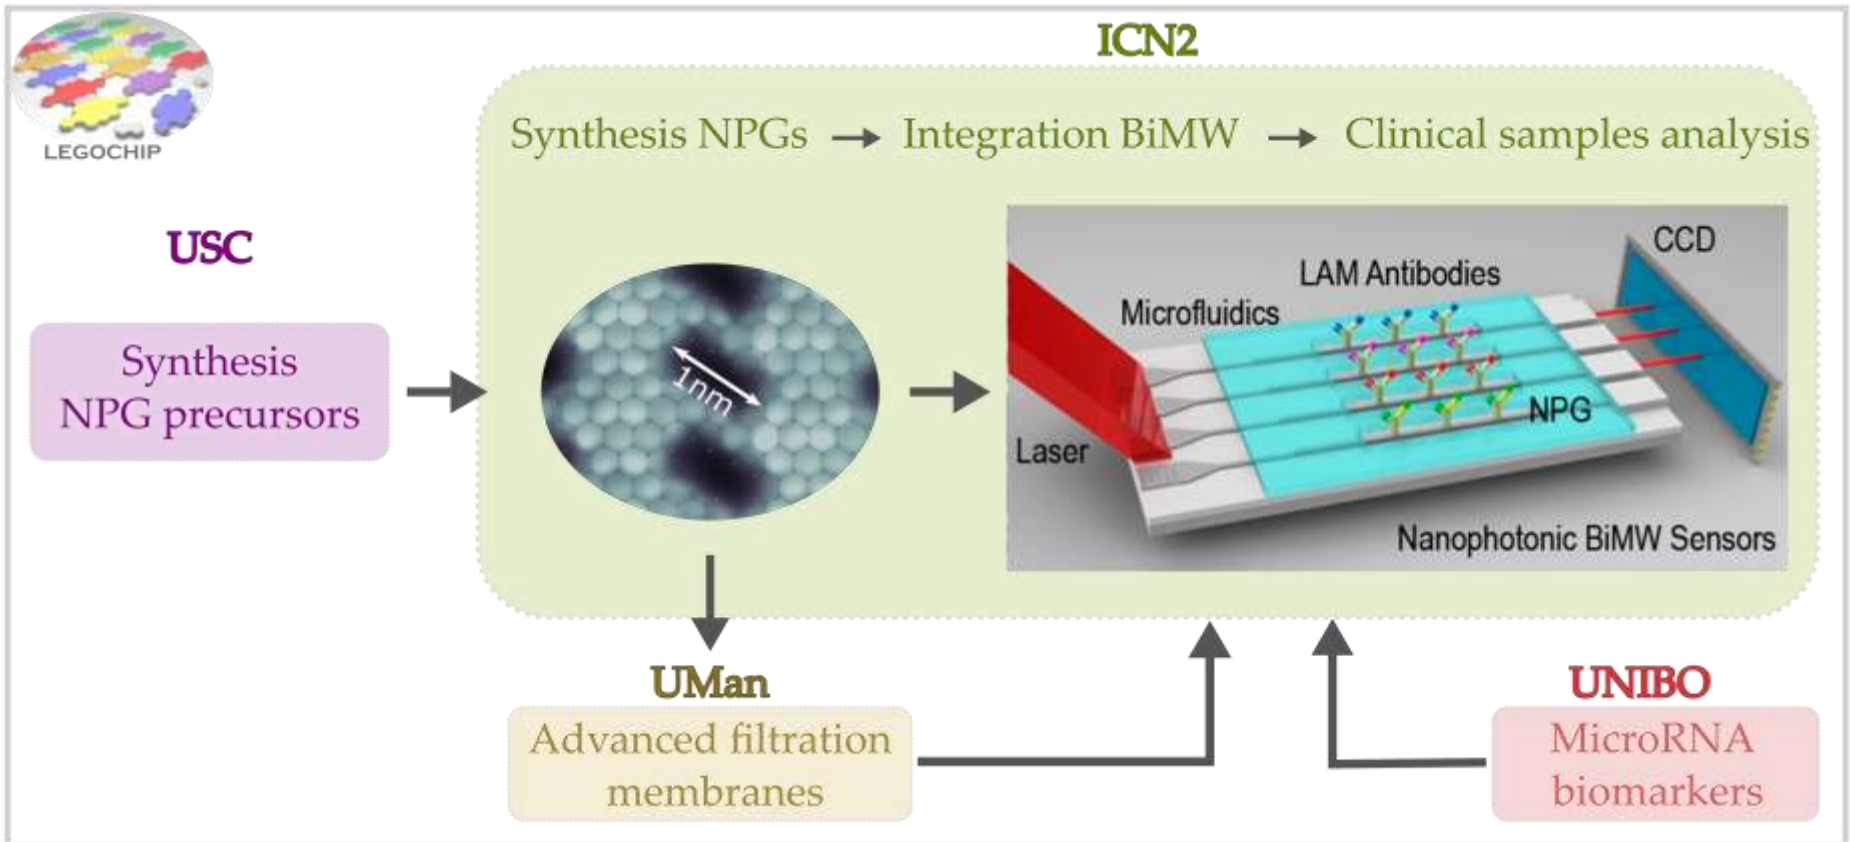 ICN2
LEGOCHIP
Synthesis NPGs → Integration BiMW → Clinical samples analysis
USC
Synthesis
NPG precursors
1nm
CCD
LAM Antibodies
Microfluidics
NPG
Laser
Nanophotonic BiMW Sensors
UMan
Advanced filtration
membranes
UNIBO
MicroRNA
biomarkers